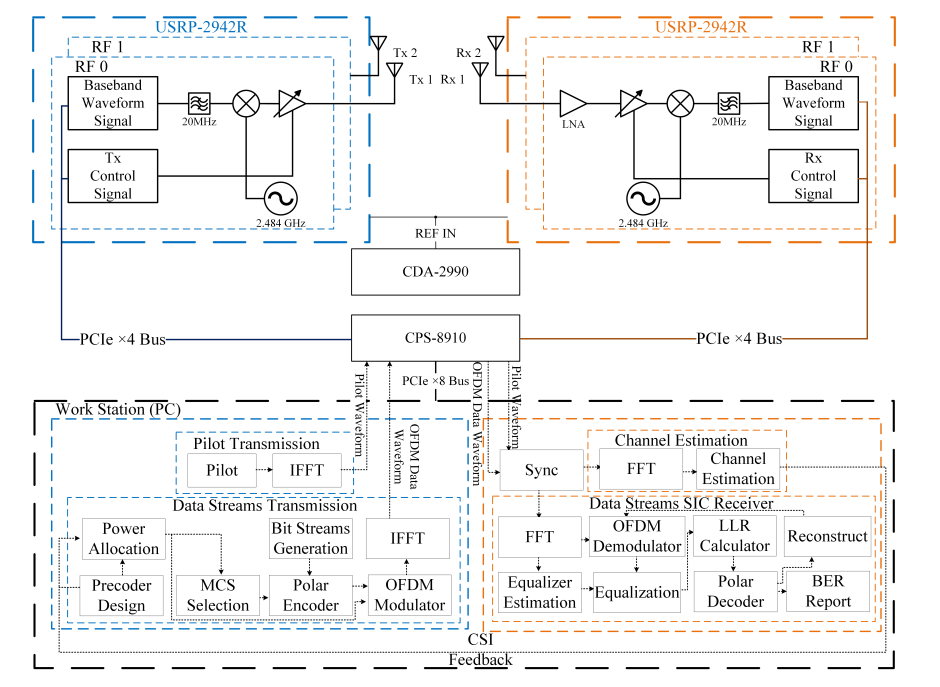 USRP-2942R
RF 1
RF 0
Baseband
Waveform
Signal
20MHz
Tx
Control
Signal
2.484 GHz
Tx 2
Tx 1
USRP-2942R
Rx 2
Rx 1
RF 1
RF 0
LNA
20MHz
Baseband
Waveform
Signal
Rx
Control
Signal
2.484 GHz
REF IN
CDA-2990
CPS-8910
PCIe ×4 Bus
PCIe ×4 Bus
PCIe ×8 Bus
Pilot Waveform
OFDM Data
Waveform
OFDM Data Waveform
Pilot Waveform
Work Station (PC)
Pilot Transmission
Pilot
IFFT
Data Streams Transmission
Power
Allocation
Bit Streams
Generation
IFFT
Precoder
Design
MCS
Selection
Polar
Encoder
OFDM
Modulator
Sync
Channel Estimation
FFT
Channel
Estimation
Data Streams SIC Receiver
FFT
OFDM
Demodulator
LLR
Calculator
Reconstruct
Equalizer
Estimation
Equalization
Polar
Decoder
BER
Report
CSI
Feedback